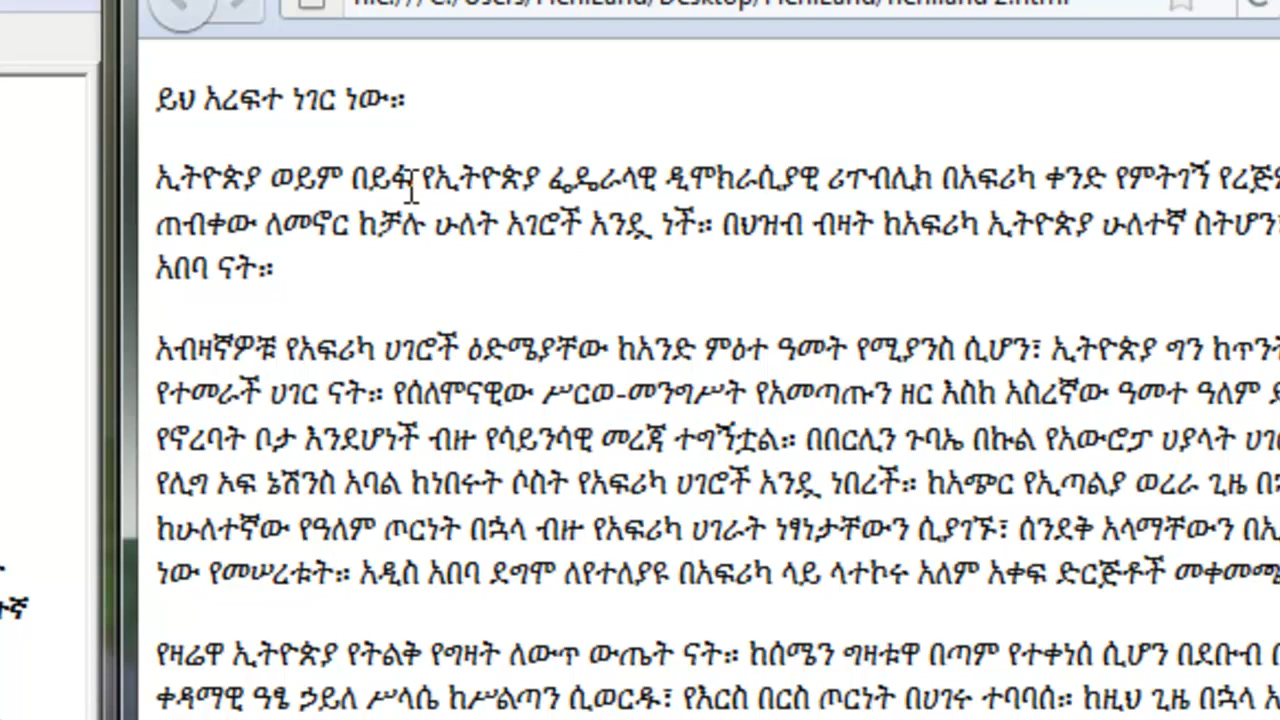 ይህ አረፍተ ነገር ነው።
ኢትዮጵያ ወይም በይፋ የኢትዮጵያ ፌዴራላዊ ዲሞክራሲያዊ ሪፐብሊክ በአፍሪካ ቀንድ የምትገኝ
ጠብቀው ለመኖር ከቻሉ ሁለት አገሮች አንዷ ነች። በህዝብ ብዛት ከአፍሪካ ኢትዮጵያ ሁለተኛ
አበባ ናት።
አብዛኛዎቹ የአፍሪካ ሀገሮች ዕድሜያቸው ከአንድ ምዕተ ዓመት የሚያንስ ሲሆን፣ ኢትዮጵያ ግን
የተመራች ሀገር ናት። የሰለሞናዊው ሥርወ-መንግሥት የአመጣጡን ዘር እስከ አስረኛው ዓመተ ዓለም
የኖረባት ቦታ እንደሆነች ብዙ የሳይንሳዊ መረጃ ተግኝቷል። በበርሊን ጉባኤ በኩል የአውሮፓ ሀያላት
የሊግ ኦፍ ኔሽንስ አባል ከነበሩት ሶስት የአፍሪካ ሀገሮች አንዷ ነበረች። ከአጭር የኢጣልያ ወረራ ጊዜ
ከሁለተኛው የዓለም ጦርነት በኋላ ብዙ የአፍሪካ ሀገራት ነፃነታቸውን ሲያገኙ፣ ሰንደቅ አላማቸውን
ነው የመሠረቱት። አዲስ አበባ ደግሞ ለየተለያዩ በአፍሪካ ላይ ላተኮሩ አለም አቀፍ ድርጅቶች
የዛሬዋ ኢትዮጵያ የትልቅ የግዛት ለውጥ ውጤት ናት። ከሰሜን ግዛቱዋ በጣም የተቀነሰ ሲሆን በደቡብ
ቀዳማዊ ዓፄ ኃይለ ሥላሴ ከሥልጣን ሲወርዱ፣ የእርስ በርስ ጦርነት በሀገሩ ተባባሰ። ከዚህ ጊዜ በኋላ